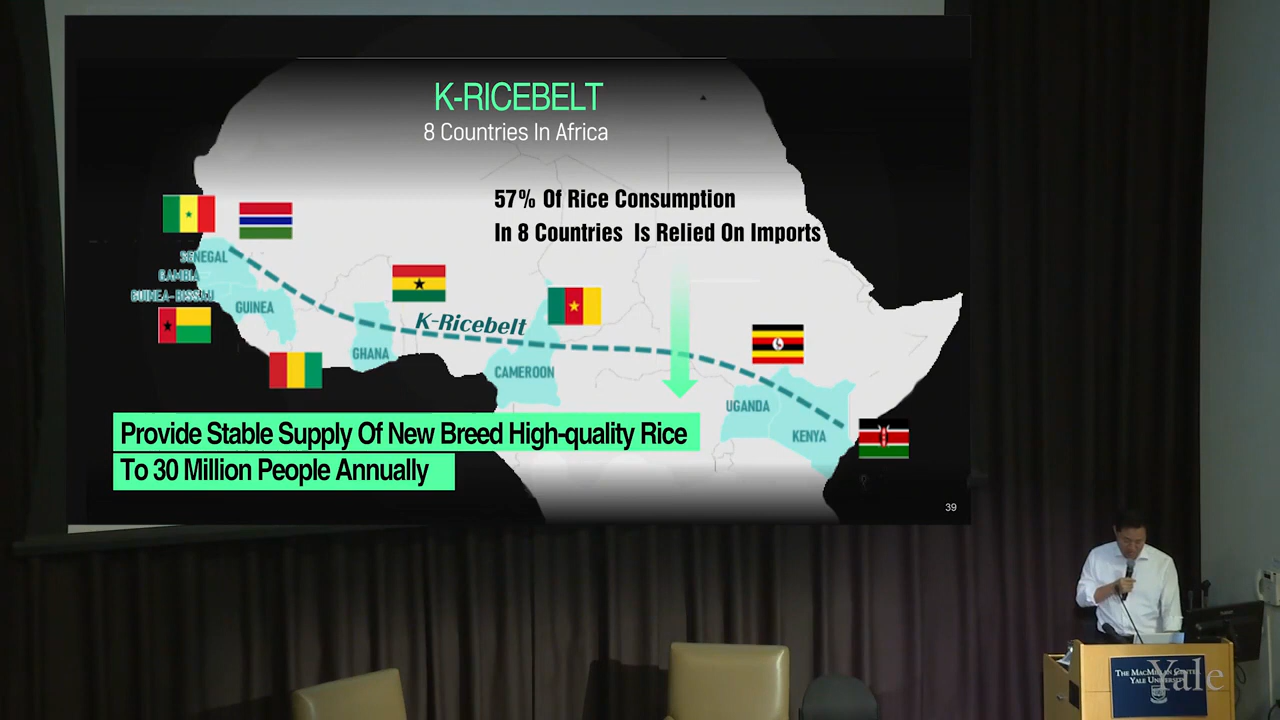 K-RICEBELT
8 Countries In Africa
57% Of Rice Consumption
In 8 Countries Is Relied On Imports
SENEGAL
GAMBIA
GUINEA-BISSAU
GUINEA
GHANA
K-Ricebelt
CAMEROON
UGANDA
KENYA
Provide Stable Supply Of New Breed High-quality Rice
To 30 Million People Annually
39
THE MACMILLAN CENTER
YALE UNIVERSITY
Yale